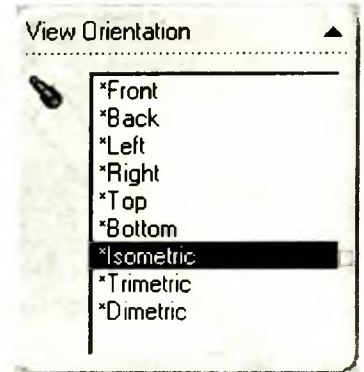 View Orientation
*Front
*Back
*Left
*Right
*Top
*Bottom
*Isometric
*Trimetric
*Dimetric